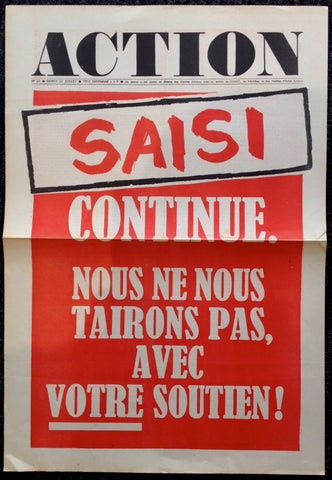 ACTION
SAISI
CONTINUE.
NOUS NE NOUS
TAIRONS PAS,
AVEC
VOTRE SOUTIEN !